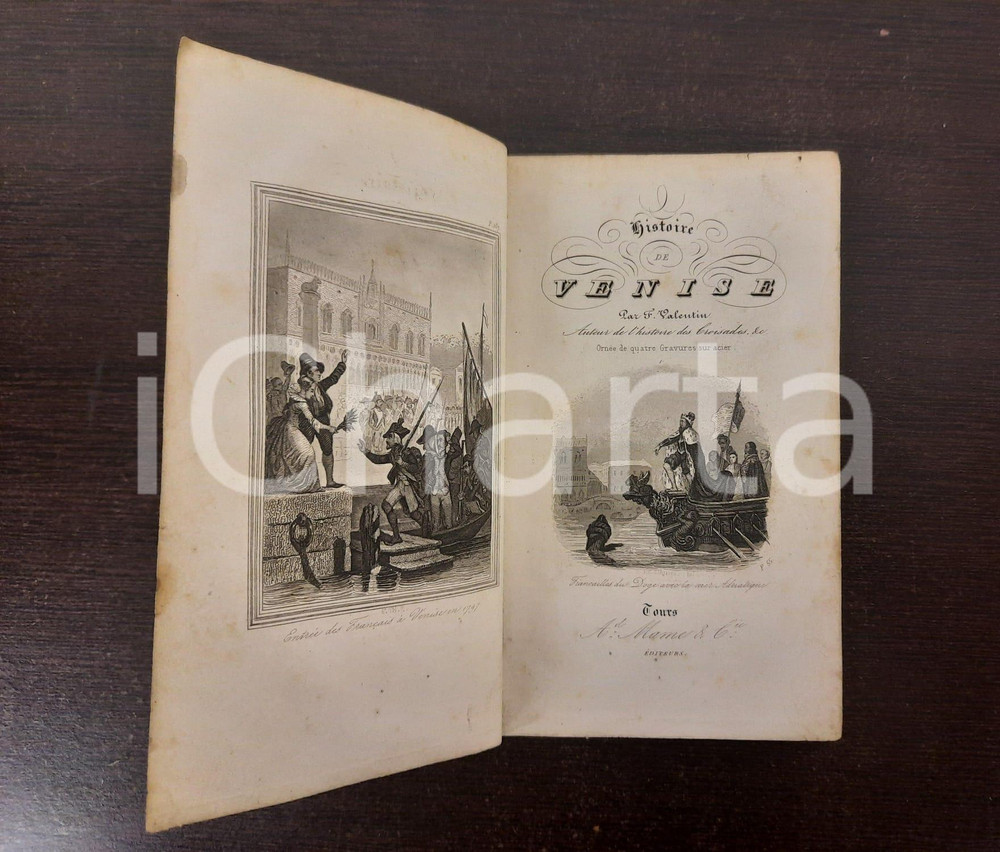 Entrée des Français à Venise en 1797
Histoire
DE
VENISE
Par F. Valentin
Auteur de l'histoire des Croisades, &c
Ornée de quatre Gravures sur acier
Fiançailles du Doge avec la mer Adriatique
Tours
Ad. Mame & Cie.
ÉDITEURS.
iCharta